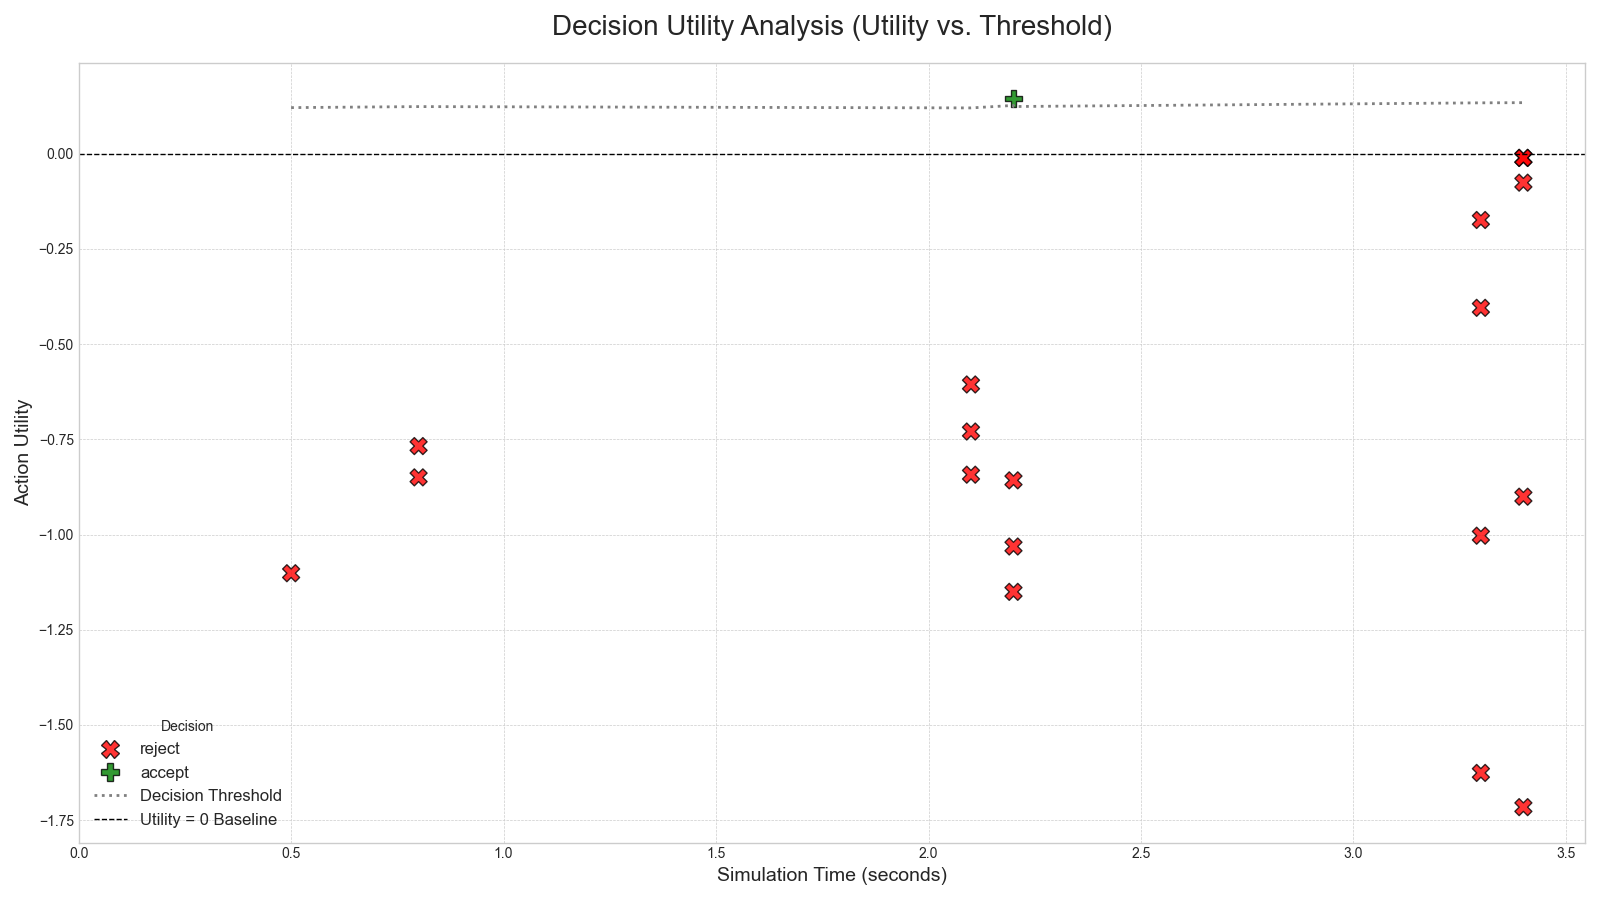 Decision Utility Analysis (Utility vs. Threshold)
Action Utility
0.00
−0.25
−0.50
−0.75
−1.00
−1.25
−1.50
−1.75
Decision
reject
accept
Decision Threshold
Utility = 0 Baseline
0.0 0.5 1.0 1.5 2.0 2.5 3.0 3.5
Simulation Time (seconds)